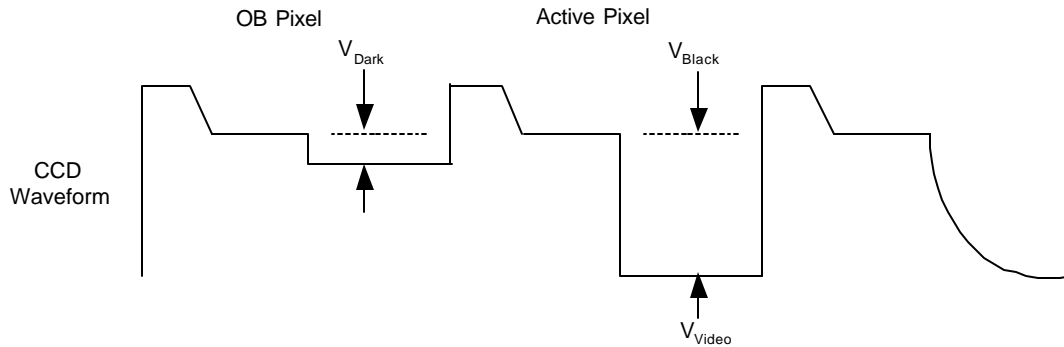 OB Pixel
Active Pixel
V_Dark
V_Black
CCD
Waveform
V_Video